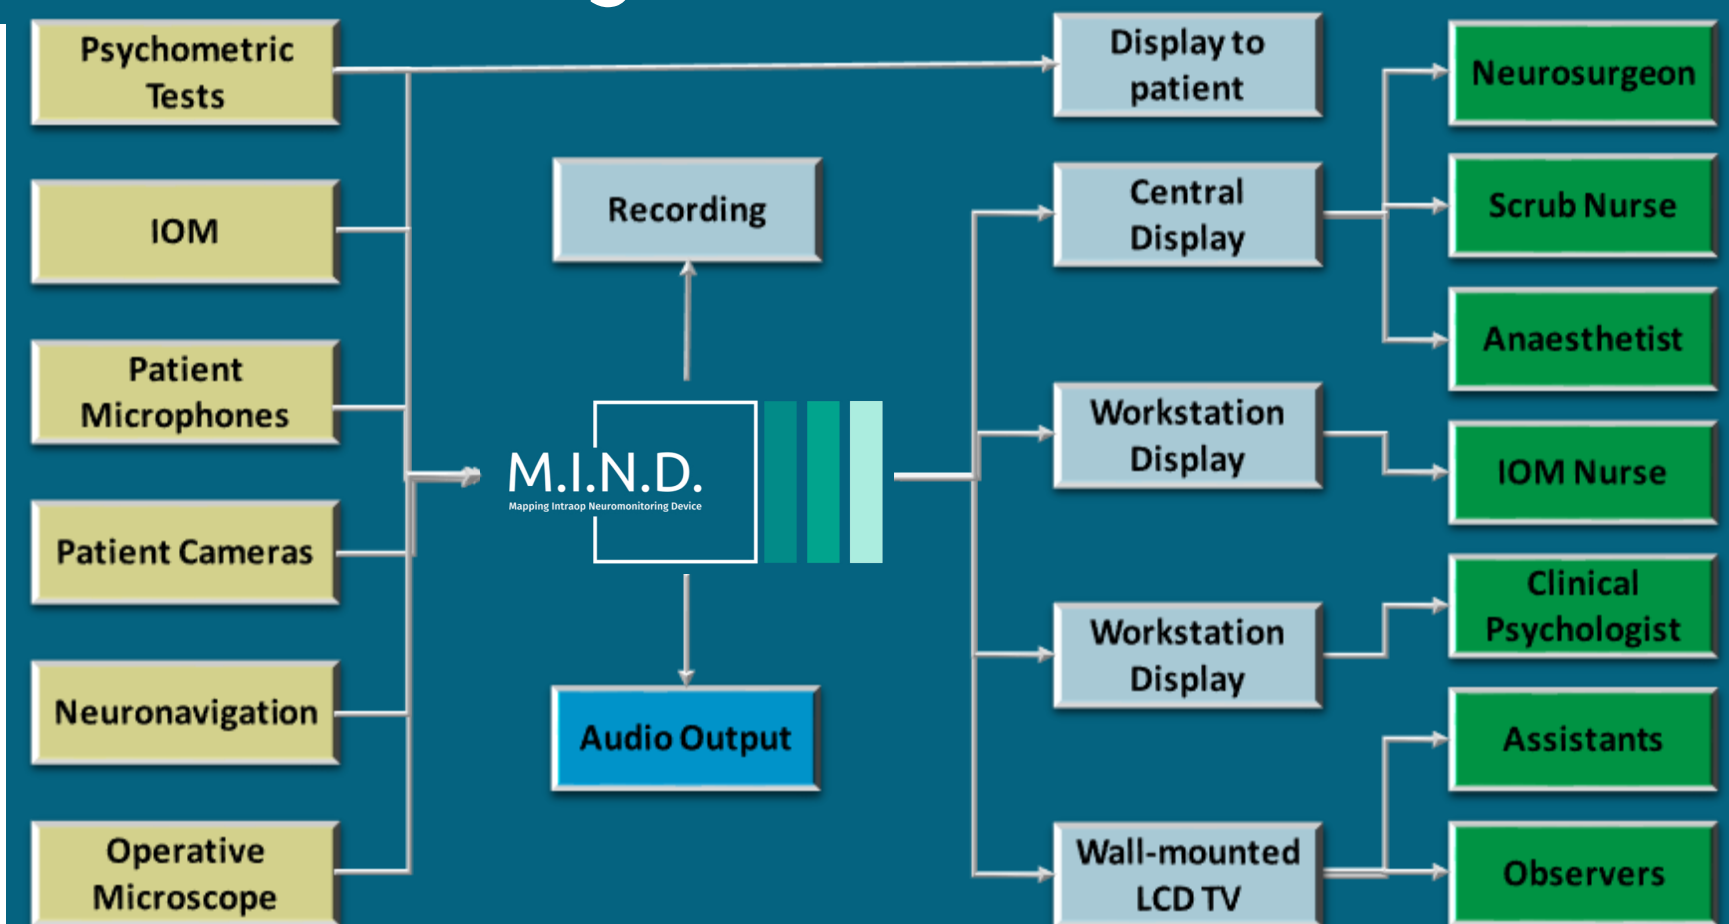 Psychometric
Tests
IOM
Patient
Microphones
Patient Cameras
Neuronavigation
Operative
Microscope
Recording
M.I.N.D.
Mapping Intraop Neuromonitoring Device
Audio Output
Display to
patient
Central
Display
Workstation
Display
Workstation
Display
Wall-mounted
LCD TV
Neurosurgeon
Scrub Nurse
Anaesthetist
IOM Nurse
Clinical
Psychologist
Assistants
Observers